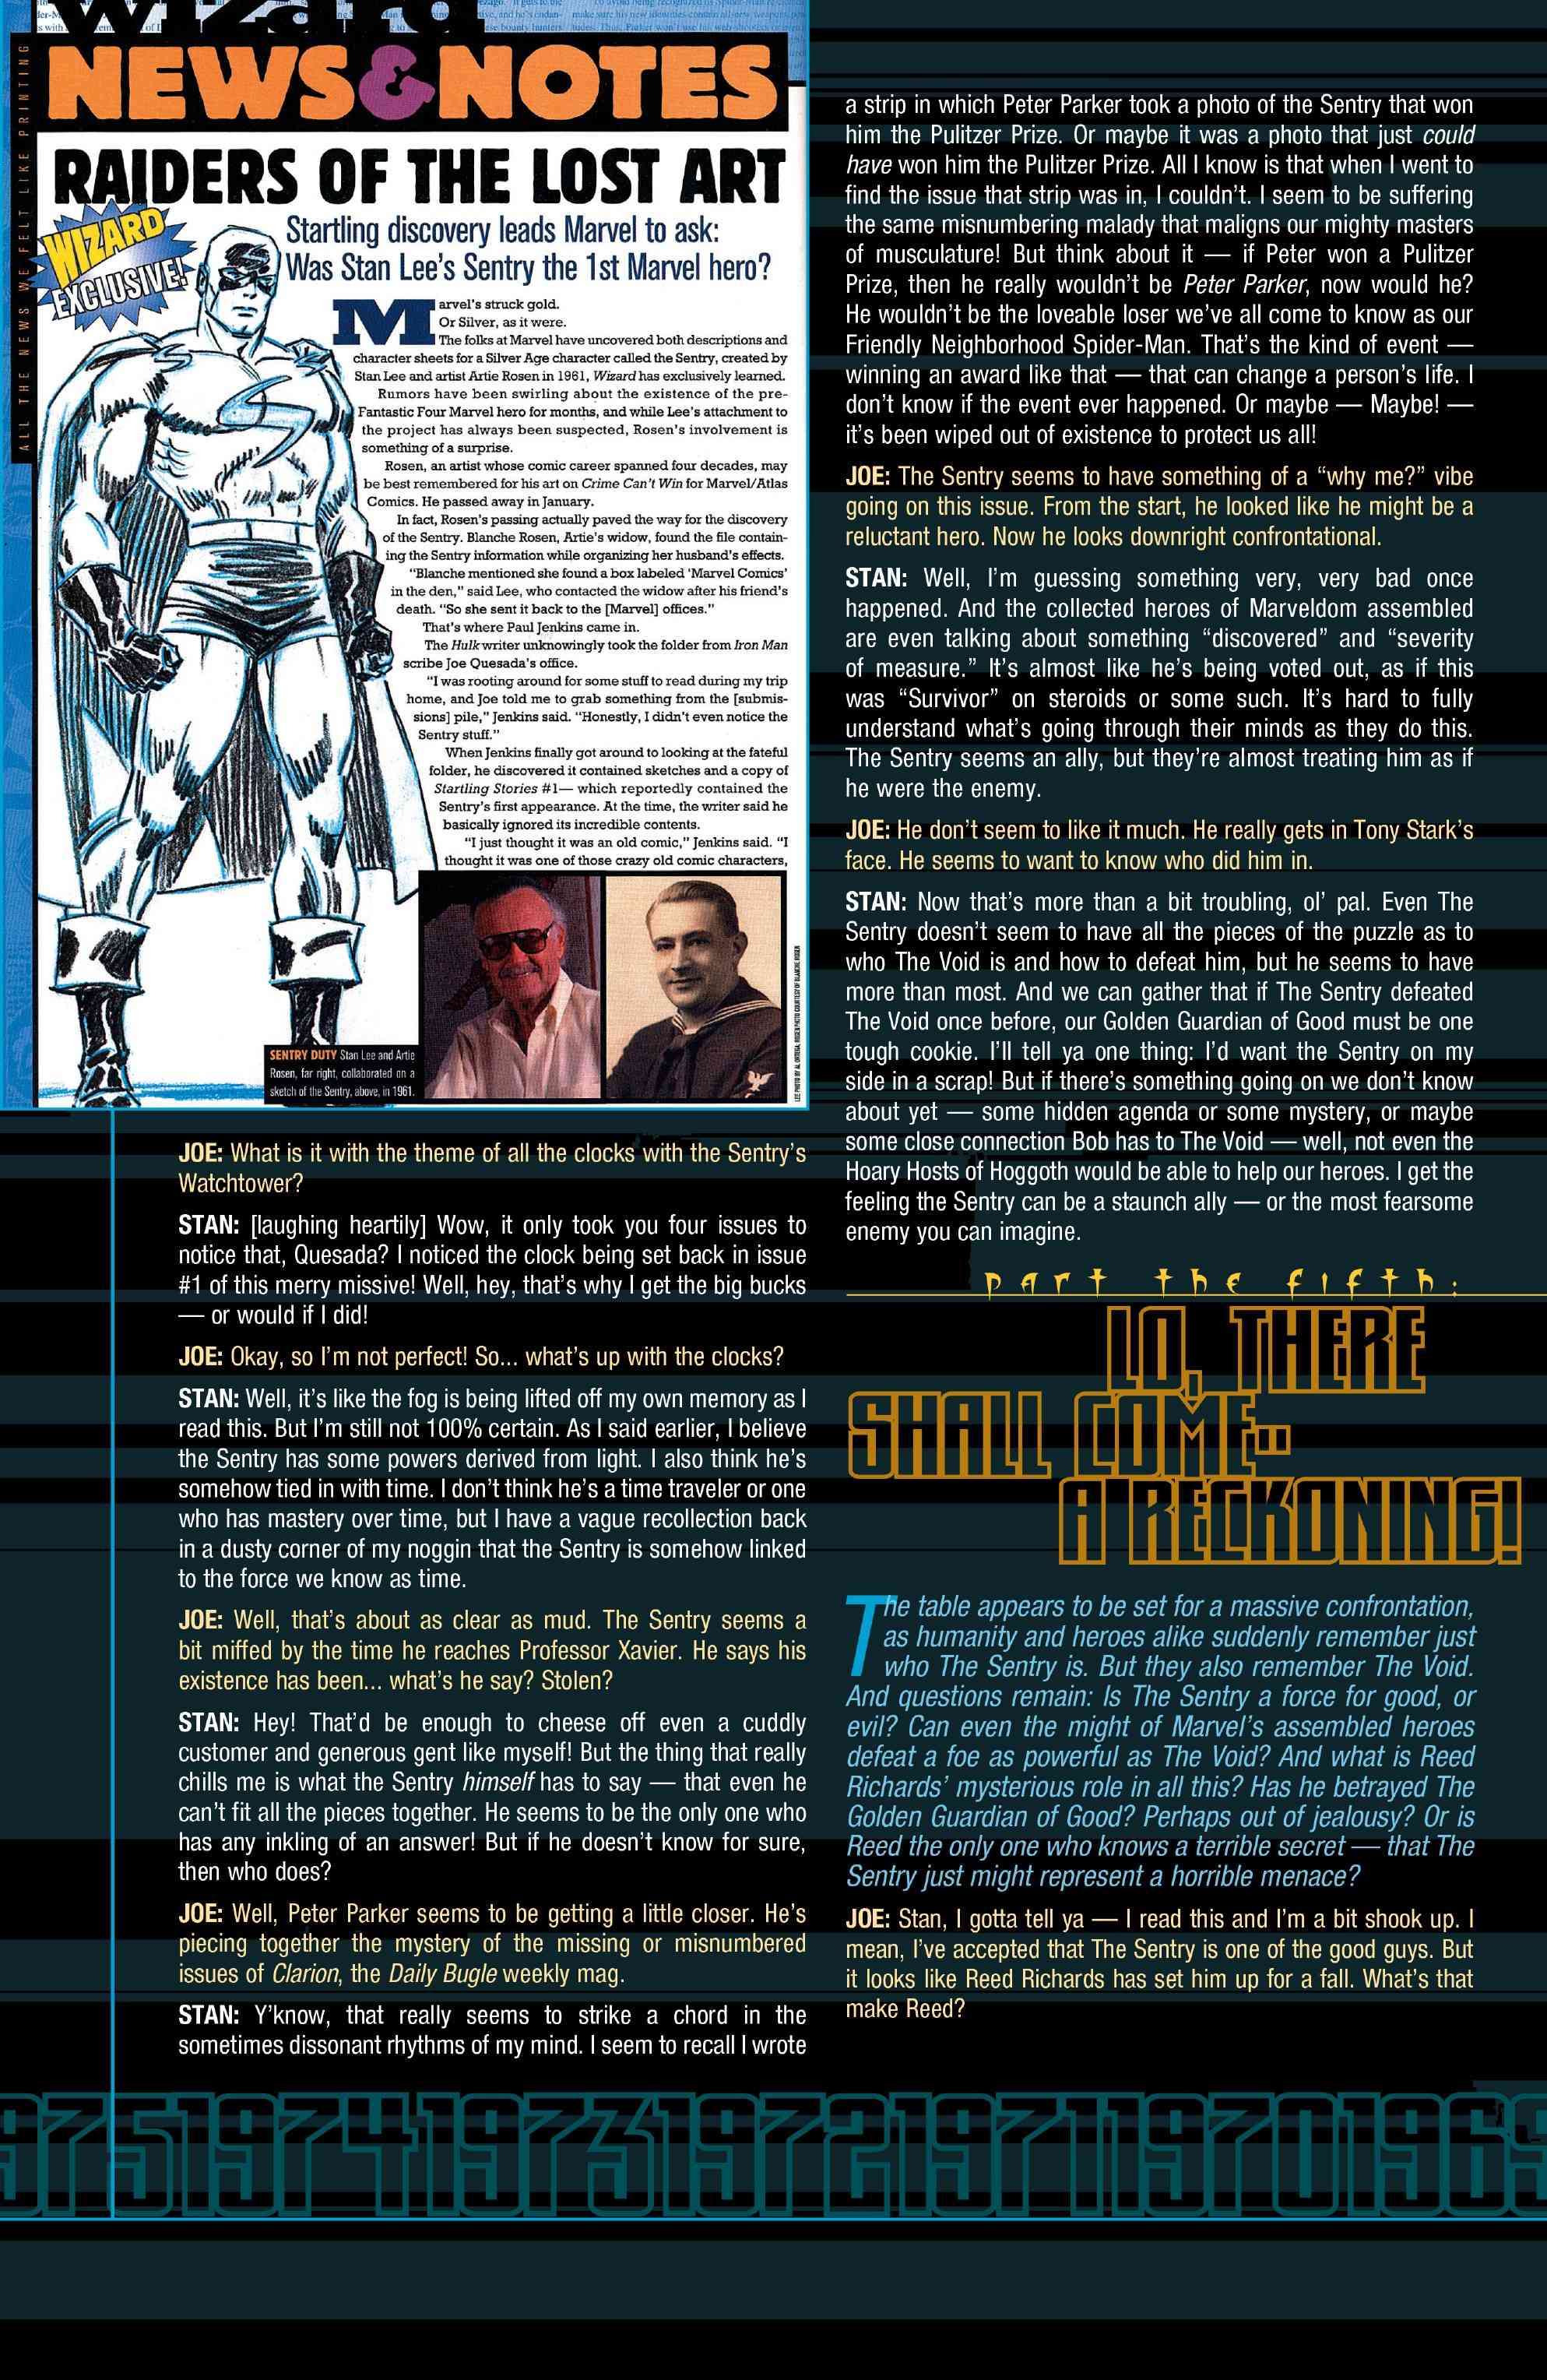 wizard
NEWS&NOTES
ALL THE NEWS WE FELT LIKE PRINTING
RAIDERS OF THE LOST ART
WIZARD
EXCLUSIVE!
Startling discovery leads Marvel to ask:
Was Stan Lee's Sentry the 1st Marvel hero?
Marvel's struck gold.
Or Silver, as it were.
The folks at Marvel have uncovered both descriptions and
character sheets for a Silver Age character called the Sentry, created by
Stan Lee and artist Artie Rosen in 1961, Wizard has exclusively learned.
Rumors have been swirling about the existence of the pre-
Fantastic Four Marvel hero for months, and while Lee's attachment to
the project has always been suspected, Rosen's involvement is
something of a surprise.
Rosen, an artist whose comic career spanned four decades, may
be best remembered for his art on Crime Can't Win for Marvel/Atlas
Comics. He passed away in January.
In fact, Rosen's passing actually paved the way for the discovery
of the Sentry. Blanche Rosen, Artie's widow, found the file contain-
ing the Sentry information while organizing her husband's effects.
"Blanche mentioned she found a box labeled 'Marvel Comics'
in the den," said Lee, who contacted the widow after his friend's
death. "So she sent it back to the [Marvel] offices."
That's where Paul Jenkins came in.
The Hulk writer unknowingly took the folder from Iron Man
scribe Joe Quesada's office.
"I was rooting around for some stuff to read during my trip
home, and Joe told me to grab something from the [submis-
sions] pile," Jenkins said. "Honestly, I didn't even notice the
Sentry stuff."
When Jenkins finally got around to looking at the fateful
folder, he discovered it contained sketches and a copy of
Startling Stories #1— which reportedly contained the
Sentry's first appearance. At the time, the writer said he
basically ignored its incredible contents.
"I just thought it was an old comic," Jenkins said. "I
thought it was one of those crazy old comic characters,
SENTRY DUTY Stan Lee and Artie
Rosen, far right, collaborated on a
sketch of the Sentry, above, in 1961.
LEE PHOTO BY AL ORTEGA. ROSEN PHOTO COURTESY OF BLANCHE ROSEN
JOE: What is it with the theme of all the clocks with the Sentry's
Watchtower?
STAN: [laughing heartily] Wow, it only took you four issues to
notice that, Quesada? I noticed the clock being set back in issue
#1 of this merry missive! Well, hey, that's why I get the big bucks
— or would if I did!
JOE: Okay, so I'm not perfect! So... what's up with the clocks?
STAN: Well, it's like the fog is being lifted off my own memory as I
read this. But I'm still not 100% certain. As I said earlier, I believe
the Sentry has some powers derived from light. I also think he's
somehow tied in with time. I don't think he's a time traveler or one
who has mastery over time, but I have a vague recollection back
in a dusty corner of my noggin that the Sentry is somehow linked
to the force we know as time.
JOE: Well, that's about as clear as mud. The Sentry seems a
bit miffed by the time he reaches Professor Xavier. He says his
existence has been... what's he say? Stolen?
STAN: Hey! That'd be enough to cheese off even a cuddly
customer and generous gent like myself! But the thing that really
chills me is what the Sentry himself has to say — that even he
can't fit all the pieces together. He seems to be the only one who
has any inkling of an answer! But if he doesn't know for sure,
then who does?
JOE: Well, Peter Parker seems to be getting a little closer. He's
piecing together the mystery of the missing or misnumbered
issues of Clarion, the Daily Bugle weekly mag.
STAN: Y'know, that really seems to strike a chord in the
sometimes dissonant rhythms of my mind. I seem to recall I wrote
a strip in which Peter Parker took a photo of the Sentry that won
him the Pulitzer Prize. Or maybe it was a photo that just could
have won him the Pulitzer Prize. All I know is that when I went to
find the issue that strip was in, I couldn't. I seem to be suffering
the same misnumbering malady that maligns our mighty masters
of musculature! But think about it — if Peter won a Pulitzer
Prize, then he really wouldn't be Peter Parker, now would he?
He wouldn't be the loveable loser we've all come to know as our
Friendly Neighborhood Spider-Man. That's the kind of event —
winning an award like that — that can change a person's life. I
don't know if the event ever happened. Or maybe — Maybe! —
it's been wiped out of existence to protect us all!
JOE: The Sentry seems to have something of a "why me?" vibe
going on this issue. From the start, he looked like he might be a
reluctant hero. Now he looks downright confrontational.
STAN: Well, I'm guessing something very, very bad once
happened. And the collected heroes of Marveldom assembled
are even talking about something "discovered" and "severity
of measure." It's almost like he's being voted out, as if this
was "Survivor" on steroids or some such. It's hard to fully
understand what's going through their minds as they do this.
The Sentry seems an ally, but they're almost treating him as if
he were the enemy.
JOE: He don't seem to like it much. He really gets in Tony Stark's
face. He seems to want to know who did him in.
STAN: Now that's more than a bit troubling, ol' pal. Even The
Sentry doesn't seem to have all the pieces of the puzzle as to
who The Void is and how to defeat him, but he seems to have
more than most. And we can gather that if The Sentry defeated
The Void once before, our Golden Guardian of Good must be one
tough cookie. I'll tell ya one thing: I'd want the Sentry on my
side in a scrap! But if there's something going on we don't know
about yet — some hidden agenda or some mystery, or maybe
some close connection Bob has to The Void — well, not even the
Hoary Hosts of Hoggoth would be able to help our heroes. I get the
feeling the Sentry can be a staunch ally — or the most fearsome
enemy you can imagine.
part the fifth:
LO, THERE
SHALL COME--
A RECKONING!
The table appears to be set for a massive confrontation,
as humanity and heroes alike suddenly remember just
who The Sentry is. But they also remember The Void.
And questions remain: Is The Sentry a force for good, or
evil? Can even the might of Marvel's assembled heroes
defeat a foe as powerful as The Void? And what is Reed
Richards' mysterious role in all this? Has he betrayed The
Golden Guardian of Good? Perhaps out of jealousy? Or is
Reed the only one who knows a terrible secret — that The
Sentry just might represent a horrible menace?
JOE: Stan, I gotta tell ya — I read this and I'm a bit shook up. I
mean, I've accepted that The Sentry is one of the good guys. But
it looks like Reed Richards has set him up for a fall. What's that
make Reed?
975197419731972197119701969